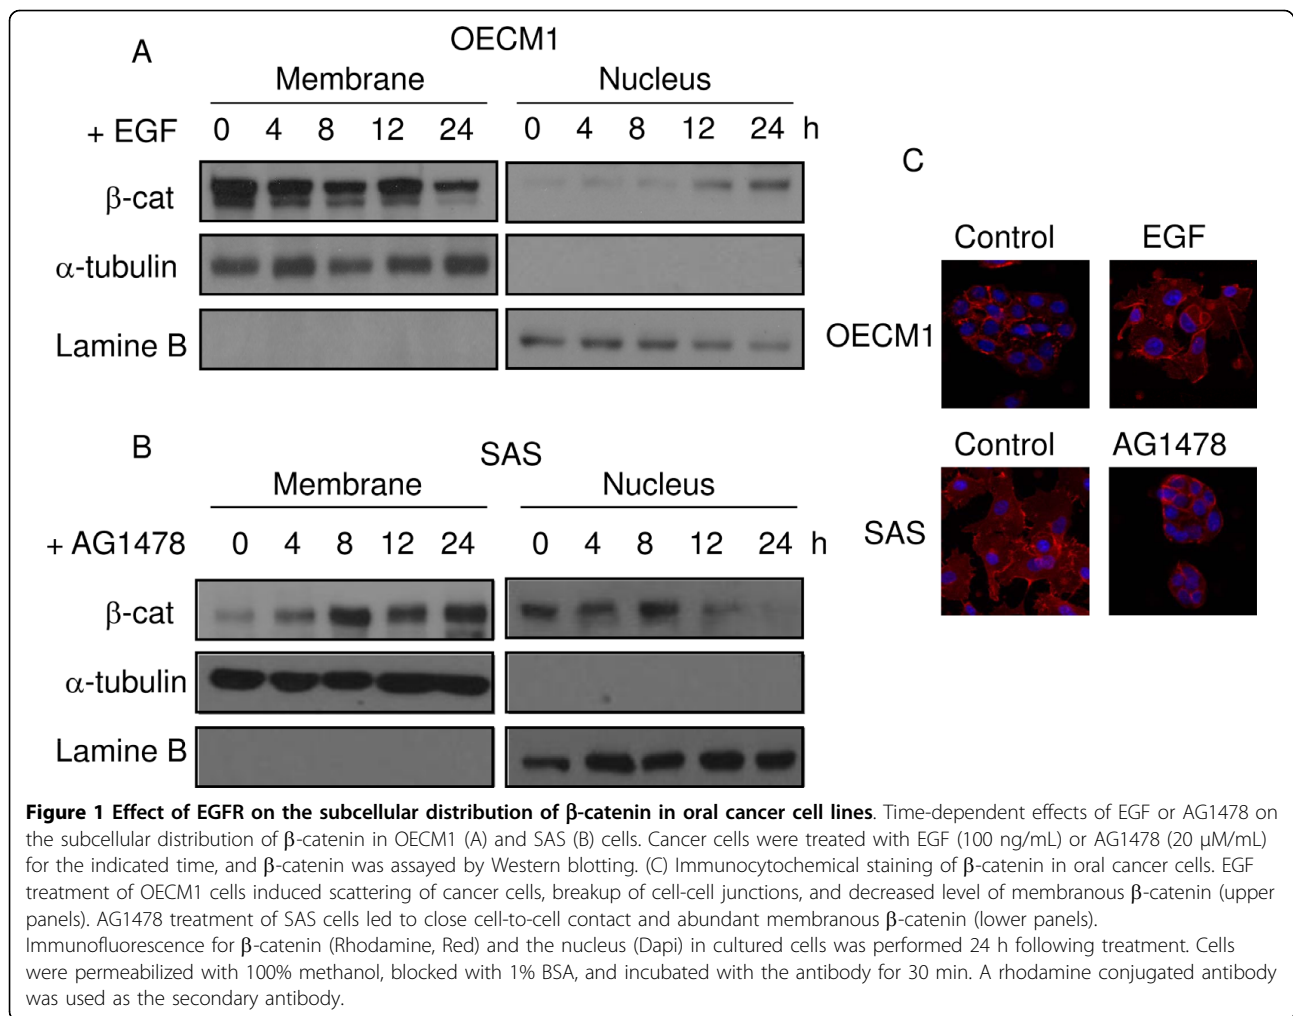 A
OECM1
Membrane Nucleus
+ EGF 0 4 8 12 24 0 4 8 12 24 h
β-cat
α-tubulin
Lamine B
B
SAS
Membrane Nucleus
+ AG1478 0 4 8 12 24 0 4 8 12 24 h
β-cat
α-tubulin
Lamine B
C
Control EGF
OECM1
Control AG1478
SAS
Figure 1 Effect of EGFR on the subcellular distribution of β-catenin in oral cancer cell lines. Time-dependent effects of EGF or AG1478 on
the subcellular distribution of β-catenin in OECM1 (A) and SAS (B) cells. Cancer cells were treated with EGF (100 ng/mL) or AG1478 (20 μM/mL)
for the indicated time, and β-catenin was assayed by Western blotting. (C) Immunocytochemical staining of β-catenin in oral cancer cells. EGF
treatment of OECM1 cells induced scattering of cancer cells, breakup of cell-cell junctions, and decreased level of membranous β-catenin (upper
panels). AG1478 treatment of SAS cells led to close cell-to-cell contact and abundant membranous β-catenin (lower panels).
Immunofluorescence for β-catenin (Rhodamine, Red) and the nucleus (Dapi) in cultured cells was performed 24 h following treatment. Cells
were permeabilized with 100% methanol, blocked with 1% BSA, and incubated with the antibody for 30 min. A rhodamine conjugated antibody
was used as the secondary antibody.